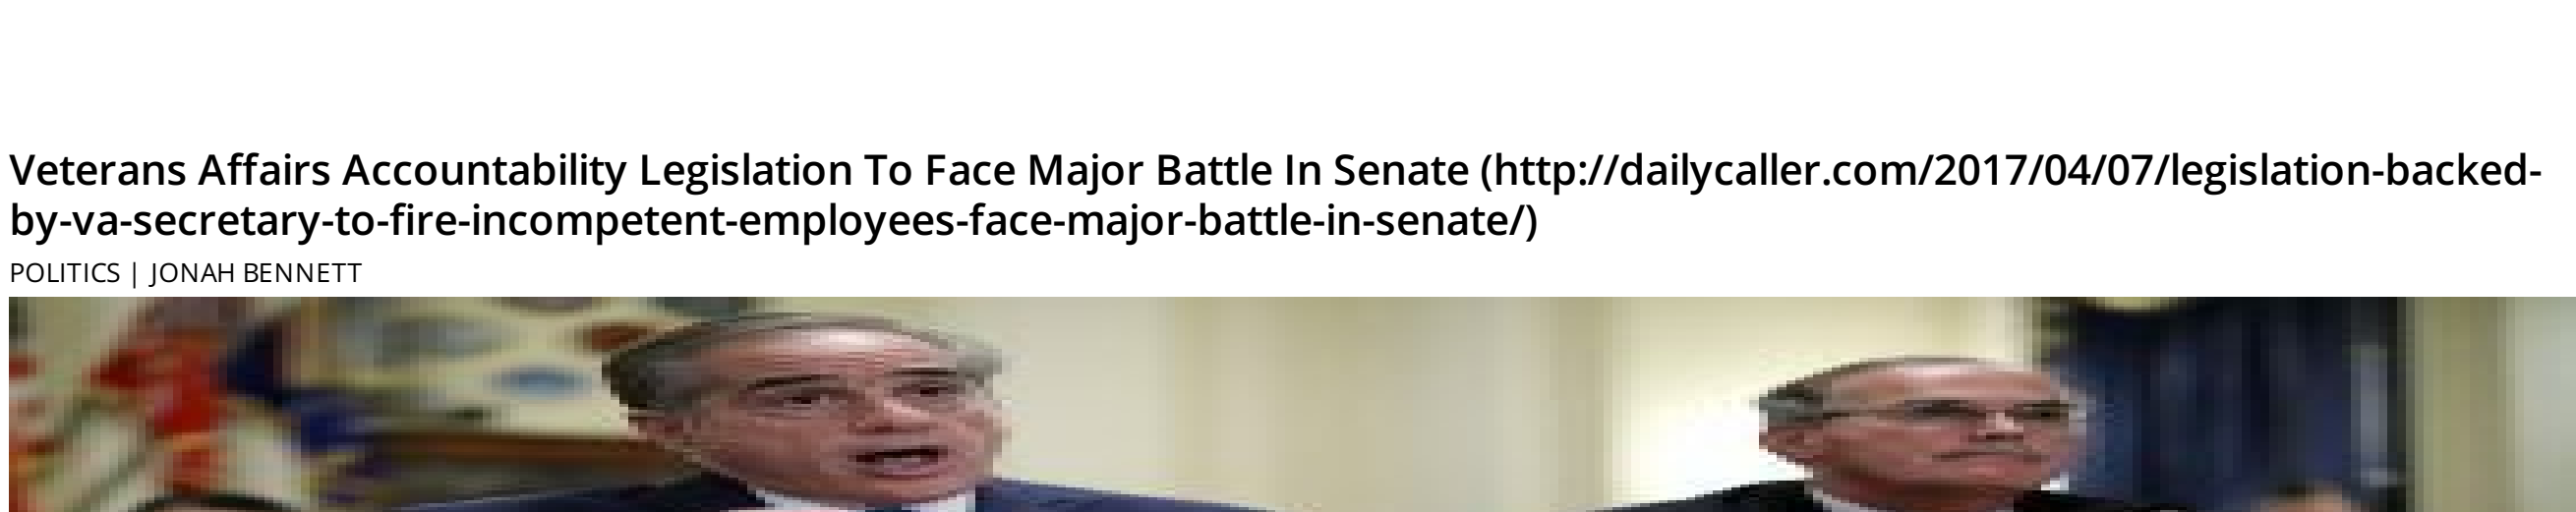 Veterans Affairs Accountability Legislation To Face Major Battle In Senate (http://dailycaller.com/2017/04/07/legislation-backed-
by-va-secretary-to-fire-incompetent-employees-face-major-battle-in-senate/)
POLITICS | JONAH BENNETT